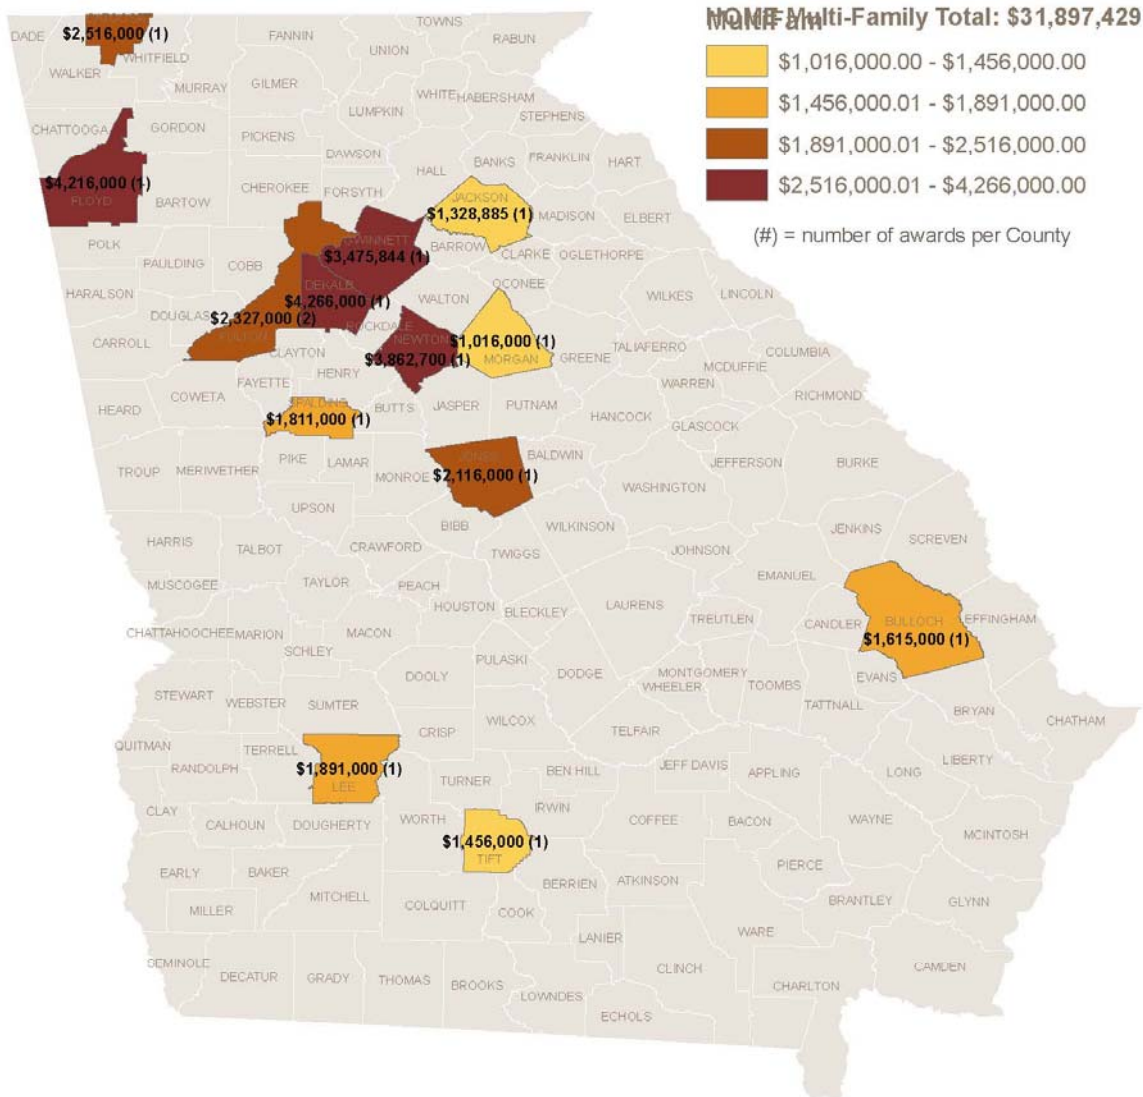 HOME Multi-Family Total: $31,897,429
MultiFam
$1,016,000.00 - $1,456,000.00
$1,456,000.01 - $1,891,000.00
$1,891,000.01 - $2,516,000.00
$2,516,000.01 - $4,266,000.00
(#) = number of awards per County
TOWNS
RABUN
DADE
$2,516,000 (1)
FANNIN
UNION
WHITFIELD
WALKER
MURRAY
GILMER
WHITE
HABERSHAM
LUMPKIN
STEPHENS
CHATTOOGA
GORDON
PICKENS
DAWSON
BANKS
FRANKLIN
HART
HALL
$4,216,000 (1)
FLOYD
BARTOW
CHEROKEE
FORSYTH
JACKSON
$1,328,885 (1)
MADISON
ELBERT
POLK
GWINNETT
$3,475,844 (1)
BARROW
CLARKE
OGLETHORPE
PAULDING
COBB
HARALSON
DEKALB
$4,266,000 (1)
WALTON
OCONEE
WILKES
LINCOLN
DOUGLAS
$2,327,000 (2)
FULTON
ROCKDALE
NEWTON
$3,862,700 (1)
$1,016,000 (1)
MORGAN
GREENE
TALIAFERRO
COLUMBIA
CARROLL
CLAYTON
HENRY
MCDUFFIE
WARREN
RICHMOND
FAYETTE
COWETA
HEARD
SPALDING
$1,811,000 (1)
BUTTS
JASPER
PUTNAM
HANCOCK
GLASCOCK
TROUP
MERIWETHER
PIKE
LAMAR
MONROE
JONES
$2,116,000 (1)
BALDWIN
JEFFERSON
BURKE
WASHINGTON
UPSON
BIBB
WILKINSON
JENKINS
SCREVEN
HARRIS
TALBOT
CRAWFORD
TWIGGS
JOHNSON
EMANUEL
MUSCOGEE
TAYLOR
PEACH
HOUSTON
BLECKLEY
LAURENS
TREUTLEN
CANDLER
BULLOCH
$1,615,000 (1)
EFFINGHAM
CHATTAHOOCHEE
MARION
MACON
SCHLEY
PULASKI
DOOLY
DODGE
MONTGOMERY
WHEELER
TOOMBS
EVANS
TATTNALL
BRYAN
CHATHAM
STEWART
WEBSTER
SUMTER
CRISP
WILCOX
TELFAIR
QUITMAN
TERRELL
RANDOLPH
$1,891,000 (1)
LEE
TURNER
BEN HILL
JEFF DAVIS
APPLING
LONG
LIBERTY
CLAY
CALHOUN
DOUGHERTY
WORTH
IRWIN
COFFEE
BACON
WAYNE
MCINTOSH
$1,456,000 (1)
TIFT
EARLY
BAKER
MITCHELL
BERRIEN
ATKINSON
PIERCE
BRANTLEY
GLYNN
MILLER
COLQUITT
COOK
LANIER
WARE
SEMINOLE
DECATUR
GRADY
THOMAS
BROOKS
LOWNDES
CLINCH
CHARLTON
CAMDEN
ECHOLS